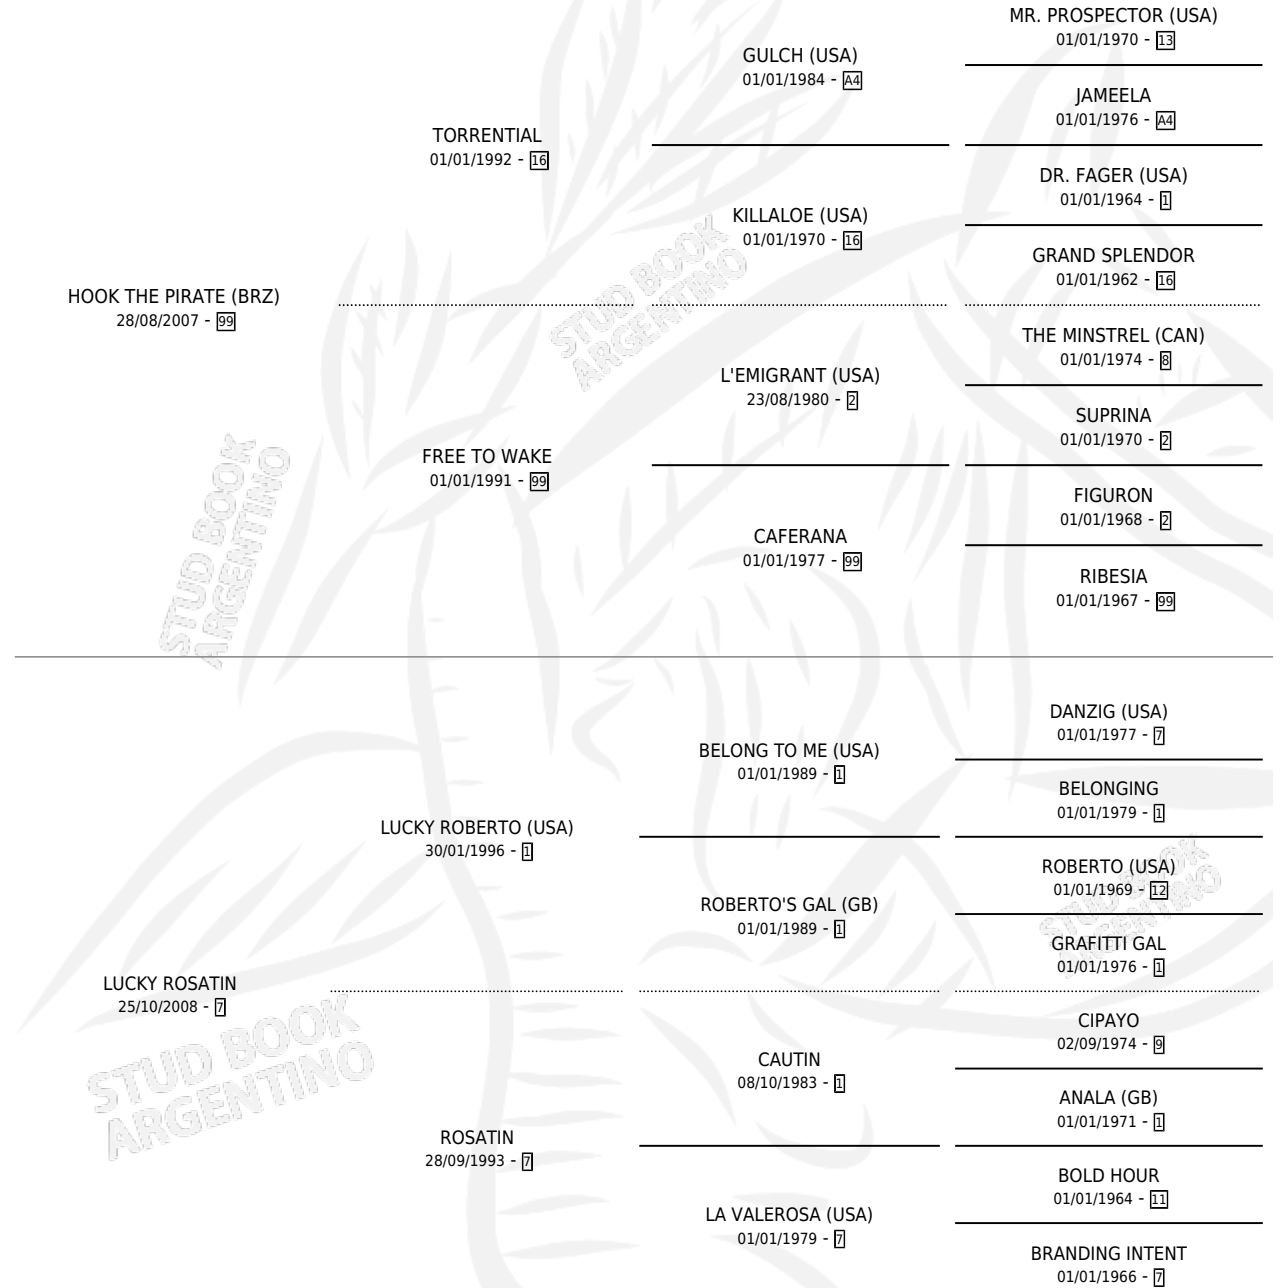 MR. PROSPECTOR (USA)
01/01/1970 - 13
GULCH (USA)
01/01/1984 - A4
JAMEELA
01/01/1976 - A4
TORRENTIAL
01/01/1992 - 16
DR. FAGER (USA)
01/01/1964 - 1
KILLALOE (USA)
01/01/1970 - 16
GRAND SPLENDOR
01/01/1962 - 16
HOOK THE PIRATE (BRZ)
28/08/2007 - 99
STUD BOOK
ARGENTINO
THE MINSTREL (CAN)
01/01/1974 - 8
L'EMIGRANT (USA)
23/08/1980 - 2
SUPRINA
01/01/1970 - 2
FREE TO WAKE
01/01/1991 - 99
FIGURON
01/01/1968 - 2
CAFERANA
01/01/1977 - 99
RIBESIA
01/01/1967 - 99
STUD BOOK
ARGENTINO
DANZIG (USA)
01/01/1977 - 7
BELONG TO ME (USA)
01/01/1989 - 1
BELONGING
01/01/1979 - 1
LUCKY ROBERTO (USA)
30/01/1996 - 1
ROBERTO (USA)
01/01/1969 - 12
ROBERTO'S GAL (GB)
01/01/1989 - 1
STUD BOOK
ARGENTINO
GRAFITTI GAL
01/01/1976 - 1
LUCKY ROSATIN
25/10/2008 - 7
STUD BOOK
ARGENTINO
CIPAYO
02/09/1974 - 9
CAUTIN
08/10/1983 - 1
ANALA (GB)
01/01/1971 - 1
ROSATIN
28/09/1993 - 7
BOLD HOUR
01/01/1964 - 11
LA VALEROSA (USA)
01/01/1979 - 7
BRANDING INTENT
01/01/1966 - 7